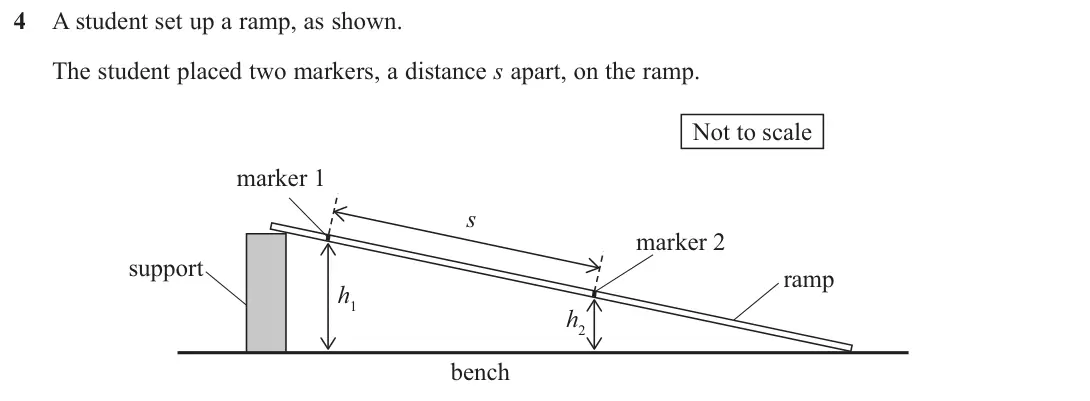 4 A student set up a ramp, as shown.
The student placed two markers, a distance s apart, on the ramp.
Not to scale
marker 1
s
marker 2
support
ramp
h1
h2
bench